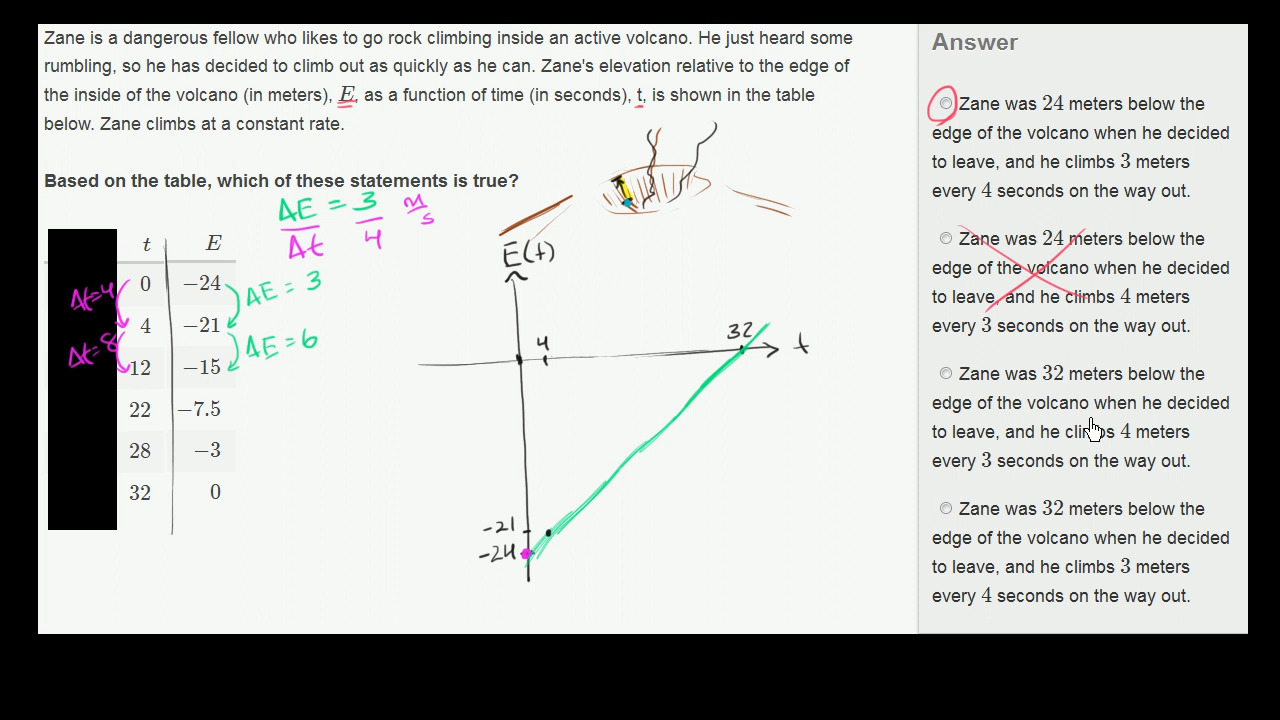 Zane is a dangerous fellow who likes to go rock climbing inside an active volcano. He just heard some
rumbling, so he has decided to climb out as quickly as he can. Zane's elevation relative to the edge of
the inside of the volcano (in meters), E, as a function of time (in seconds), t, is shown in the table
below. Zane climbs at a constant rate.
Based on the table, which of these statements is true?
ΔE = 3 m
Δt 4 s
t E
0 −24
4 −21
12 −15
22 −7.5
28 −3
32 0
Δt=4
Δt=8
ΔE = 3
ΔE = 6
E(t)
4
32
t
-21
-24
Answer
Zane was 24 meters below the
edge of the volcano when he decided
to leave, and he climbs 3 meters
every 4 seconds on the way out.
Zane was 24 meters below the
edge of the volcano when he decided
to leave, and he climbs 4 meters
every 3 seconds on the way out.
Zane was 32 meters below the
edge of the volcano when he decided
to leave, and he climbs 4 meters
every 3 seconds on the way out.
Zane was 32 meters below the
edge of the volcano when he decided
to leave, and he climbs 3 meters
every 4 seconds on the way out.